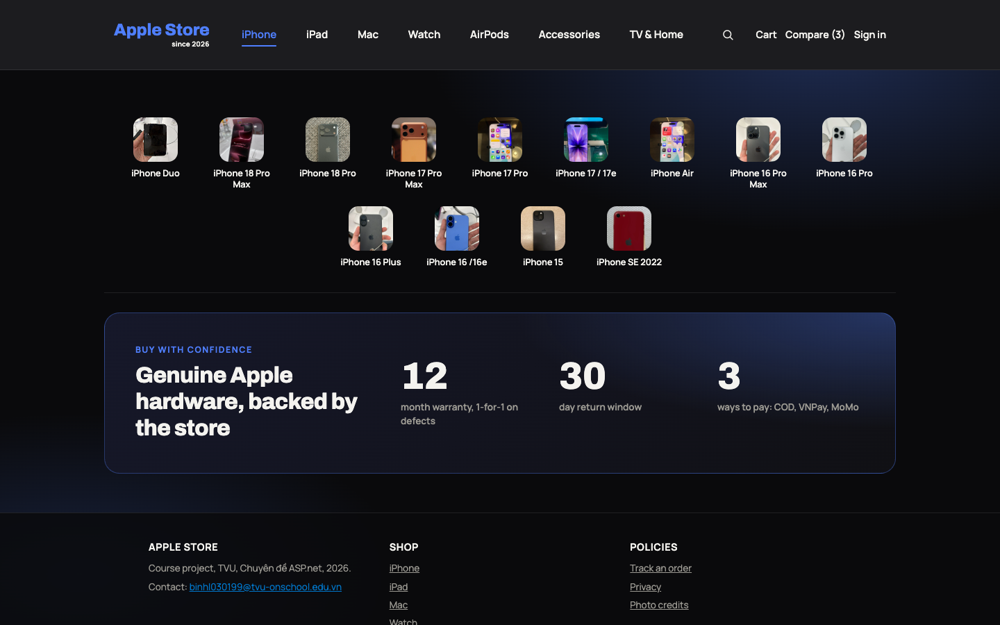 Apple Store
since 2026
iPhone
iPad
Mac
Watch
AirPods
Accessories
TV & Home
Cart
Compare (3)
Sign in
iPhone Duo
iPhone 18 Pro
Max
iPhone 18 Pro
iPhone 17 Pro
Max
iPhone 17 Pro
iPhone 17 / 17e
iPhone Air
iPhone 16 Pro
Max
iPhone 16 Pro
iPhone 16 Plus
iPhone 16 /16e
iPhone 15
iPhone SE 2022
BUY WITH CONFIDENCE
Genuine Apple
hardware, backed by
the store
12
month warranty, 1-for-1 on
defects
30
day return window
3
ways to pay: COD, VNPay, MoMo
APPLE STORE
Course project, TVU, Chuyên đề ASP.net, 2026.
Contact: binhl030199@tvu-onschool.edu.vn
SHOP
iPhone
iPad
Mac
Watch
POLICIES
Track an order
Privacy
Photo credits